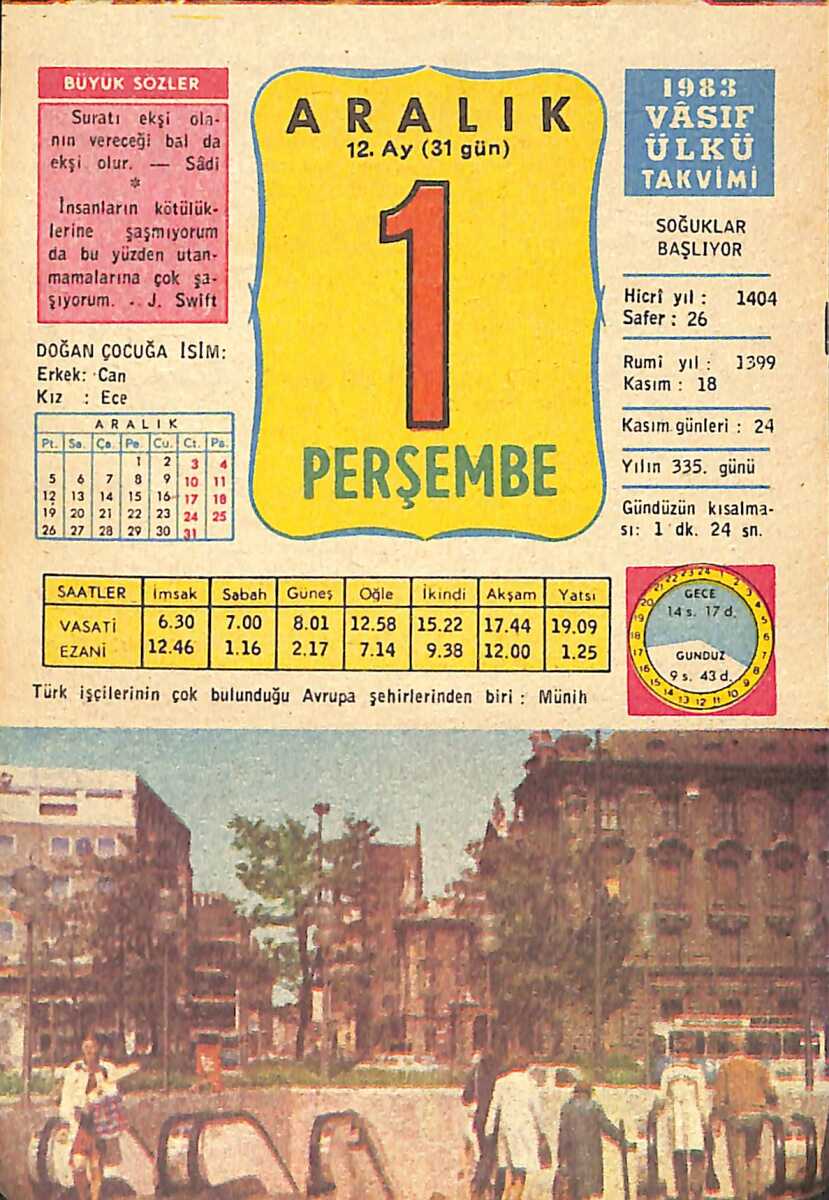 BÜYÜK SÖZLER
Suratı ekşi ola-
nın vereceği bal da
ekşi olur. — Sâdi
*
İnsanların kötülük-
lerine şaşmıyorum
da bu yüzden utan-
mamalarına çok şa-
şıyorum. - J. Swift
DOĞAN ÇOCUĞA İSİM:
Erkek: Can
Kız : Ece
ARALIK
Pt. Sa. Ça. Pe. Cu. Ct. Pa.
1 2 3 4
5 6 7 8 9 10 11
12 13 14 15 16 17 18
19 20 21 22 23 24 25
26 27 28 29 30 31
ARALIK
12. Ay (31 gün)
1
PERŞEMBE
1983
VÂSIF
ÜLKÜ
TAKVİMİ
SOĞUKLAR
BAŞLIYOR
Hicrî yıl : 1404
Safer : 26
Rumî yıl : 1399
Kasım : 18
Kasım günleri : 24
Yılın 335. günü
Gündüzün kısalma-
sı: 1 dk. 24 sn.
SAATLER İmsak Sabah Güneş Öğle İkindi Akşam Yatsı
VASATİ 6.30 7.00 8.01 12.58 15.22 17.44 19.09
EZANİ 12.46 1.16 2.17 7.14 9.38 12.00 1.25
GECE
14 s. 17 d.
GÜNDÜZ
9 s. 43 d.
Türk işçilerinin çok bulunduğu Avrupa şehirlerinden biri : Münih